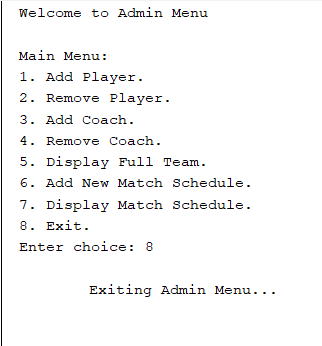 Welcome to Admin Menu
Main Menu:
1. Add Player.
2. Remove Player.
3. Add Coach.
4. Remove Coach.
5. Display Full Team.
6. Add New Match Schedule.
7. Display Match Schedule.
8. Exit.
Enter choice: 8
Exiting Admin Menu...